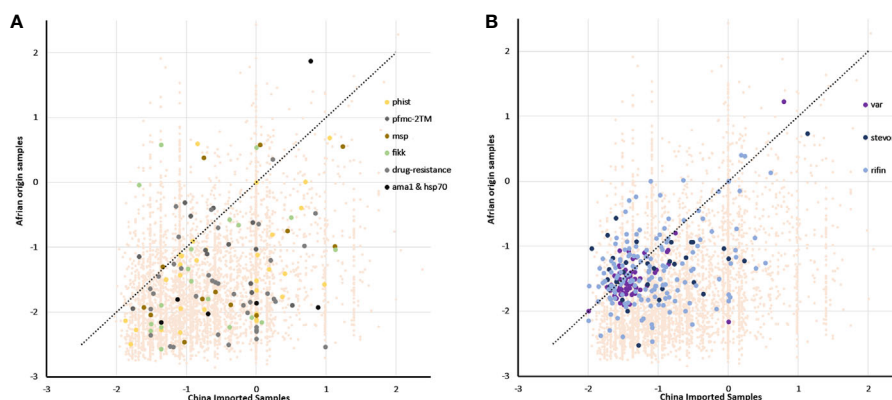 A
B
2
1
0
-1
-2
-3
-3
-2
-1
0
1
2
Afrian origin samples
China Imported Samples
phist
pfmc-2TM
msp
fikk
drug-resistance
ama1 & hsp70
2
1
0
-1
-2
-3
-3
-2
-1
0
1
2
Afrian origin samples
China Imported Samples
var
stevor
rifin